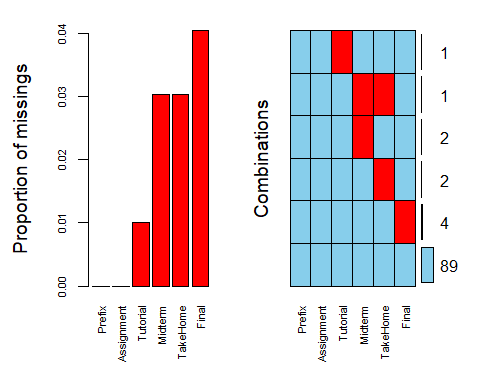 Proportion of missings
0.04
0.03
0.02
0.01
0.00
Prefix
Assignment
Tutorial
Midterm
TakeHome
Final
Combinations
1
1
2
2
4
89
Prefix
Assignment
Tutorial
Midterm
TakeHome
Final